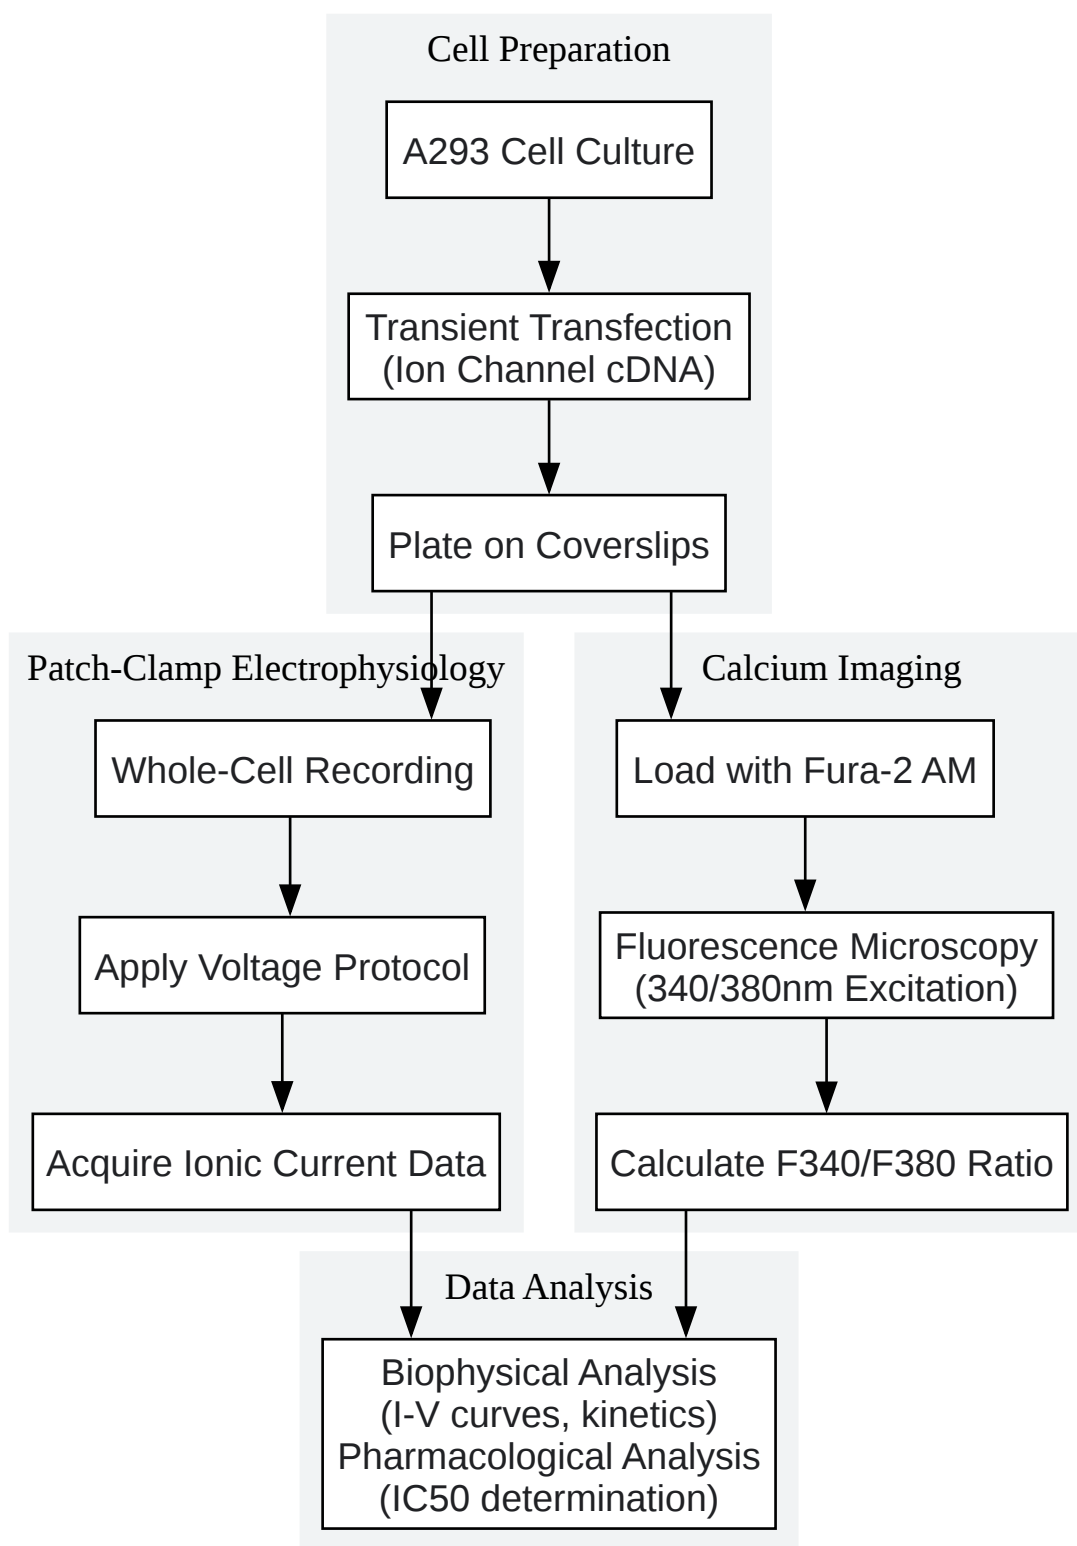 Cell Preparation
A293 Cell Culture
Transient Transfection
(Ion Channel cDNA)
Plate on Coverslips
Patch-Clamp Electrophysiology
Whole-Cell Recording
Apply Voltage Protocol
Acquire Ionic Current Data
Calcium Imaging
Load with Fura-2 AM
Fluorescence Microscopy
(340/380nm Excitation)
Calculate F340/F380 Ratio
Data Analysis
Biophysical Analysis
(I-V curves, kinetics)
Pharmacological Analysis
(IC50 determination)